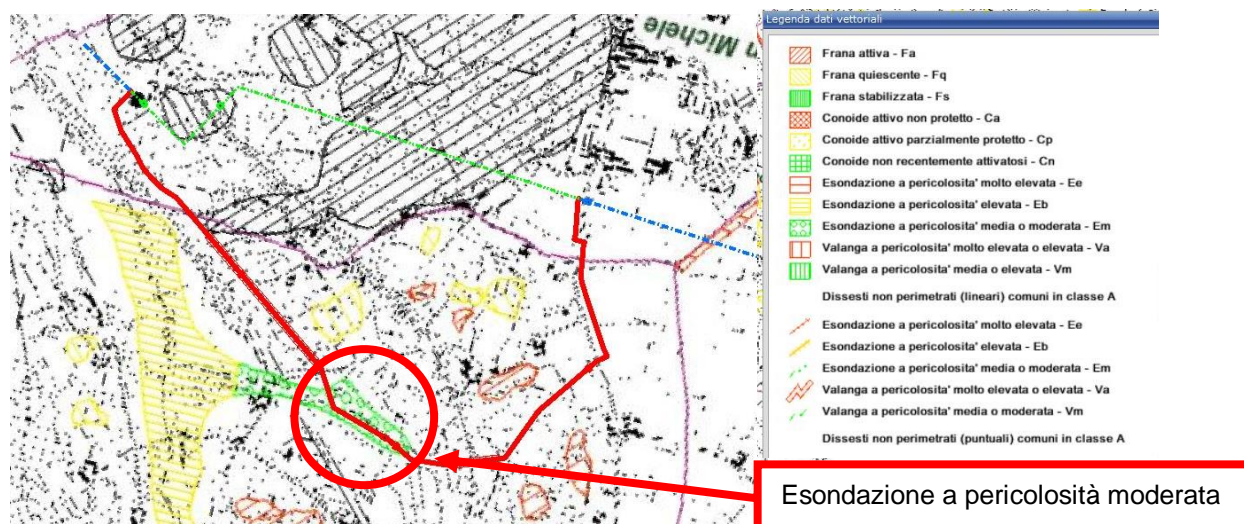 n Michele
Legenda dati vettoriali
Frana attiva - Fa
Frana quiescente - Fq
Frana stabilizzata - Fs
Conoide attivo non protetto - Ca
Conoide attivo parzialmente protetto - Cp
Conoide non recentemente attivatosi - Cn
Esondazione a pericolosita' molto elevata - Ee
Esondazione a pericolosita' elevata - Eb
Esondazione a pericolosita' media o moderata - Em
Valanga a pericolosita' molto elevata o elevata - Va
Valanga a pericolosita' media o elevata - Vm
Dissesti non perimetrati (lineari) comuni in classe A
Esondazione a pericolosita' molto elevata - Ee
Esondazione a pericolosita' elevata - Eb
Esondazione a pericolosita' media o moderata - Em
Valanga a pericolosita' molto elevata o elevata - Va
Valanga a pericolosita' media o moderata - Vm
Dissesti non perimetrati (puntuali) comuni in classe A
Esondazione a pericolosità moderata